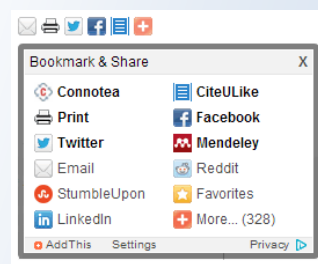 Bookmark & Share X
Connotea CiteULike
Print Facebook
Twitter Mendeley
Email Reddit
StumbleUpon Favorites
LinkedIn More... (328)
AddThis Settings Privacy